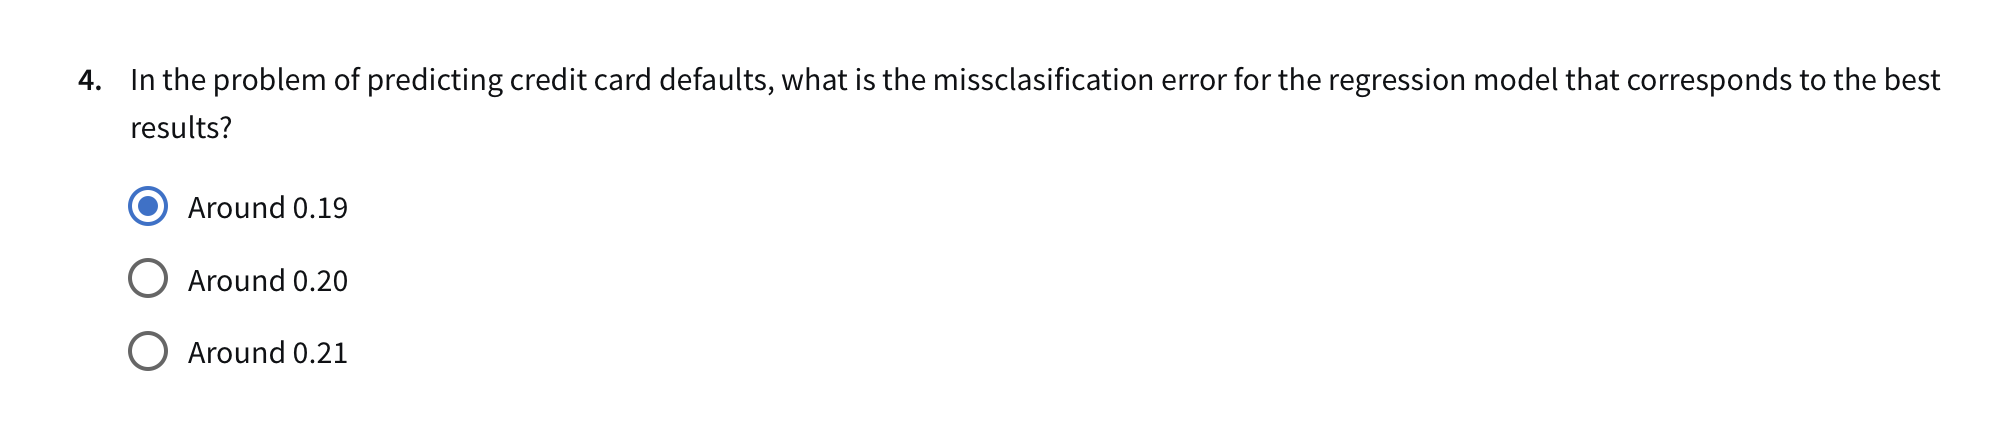 4. In the problem of predicting credit card defaults, what is the missclasification error for the regression model that corresponds to the best
results?
Around 0.19
Around 0.20
Around 0.21